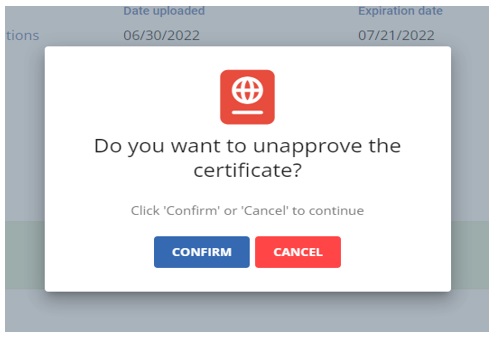 Date uploaded Expiration date
tions 06/30/2022 07/21/2022
Do you want to unapprove the
certificate?
Click 'Confirm' or 'Cancel' to continue
CONFIRM CANCEL